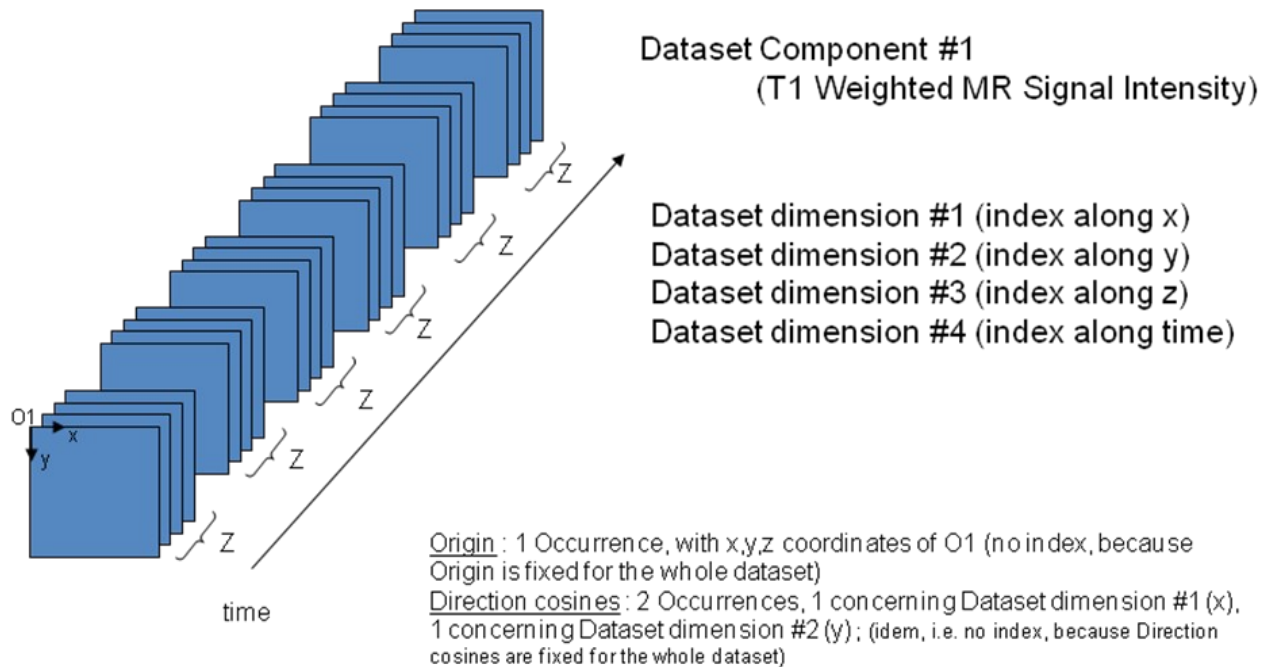 Dataset Component #1
(T1 Weighted MR Signal Intensity)
Dataset dimension #1 (index along x)
Dataset dimension #2 (index along y)
Dataset dimension #3 (index along z)
Dataset dimension #4 (index along time)
Z
Z
Z
Z
Z
Z
O1
x
y
time
Origin : 1 Occurrence, with x,y,z coordinates of O1 (no index, because
Origin is fixed for the whole dataset)
Direction cosines : 2 Occurrences, 1 concerning Dataset dimension #1 (x),
1 concerning Dataset dimension #2 (y) ; (idem, i.e. no index, because Direction
cosines are fixed for the whole dataset)